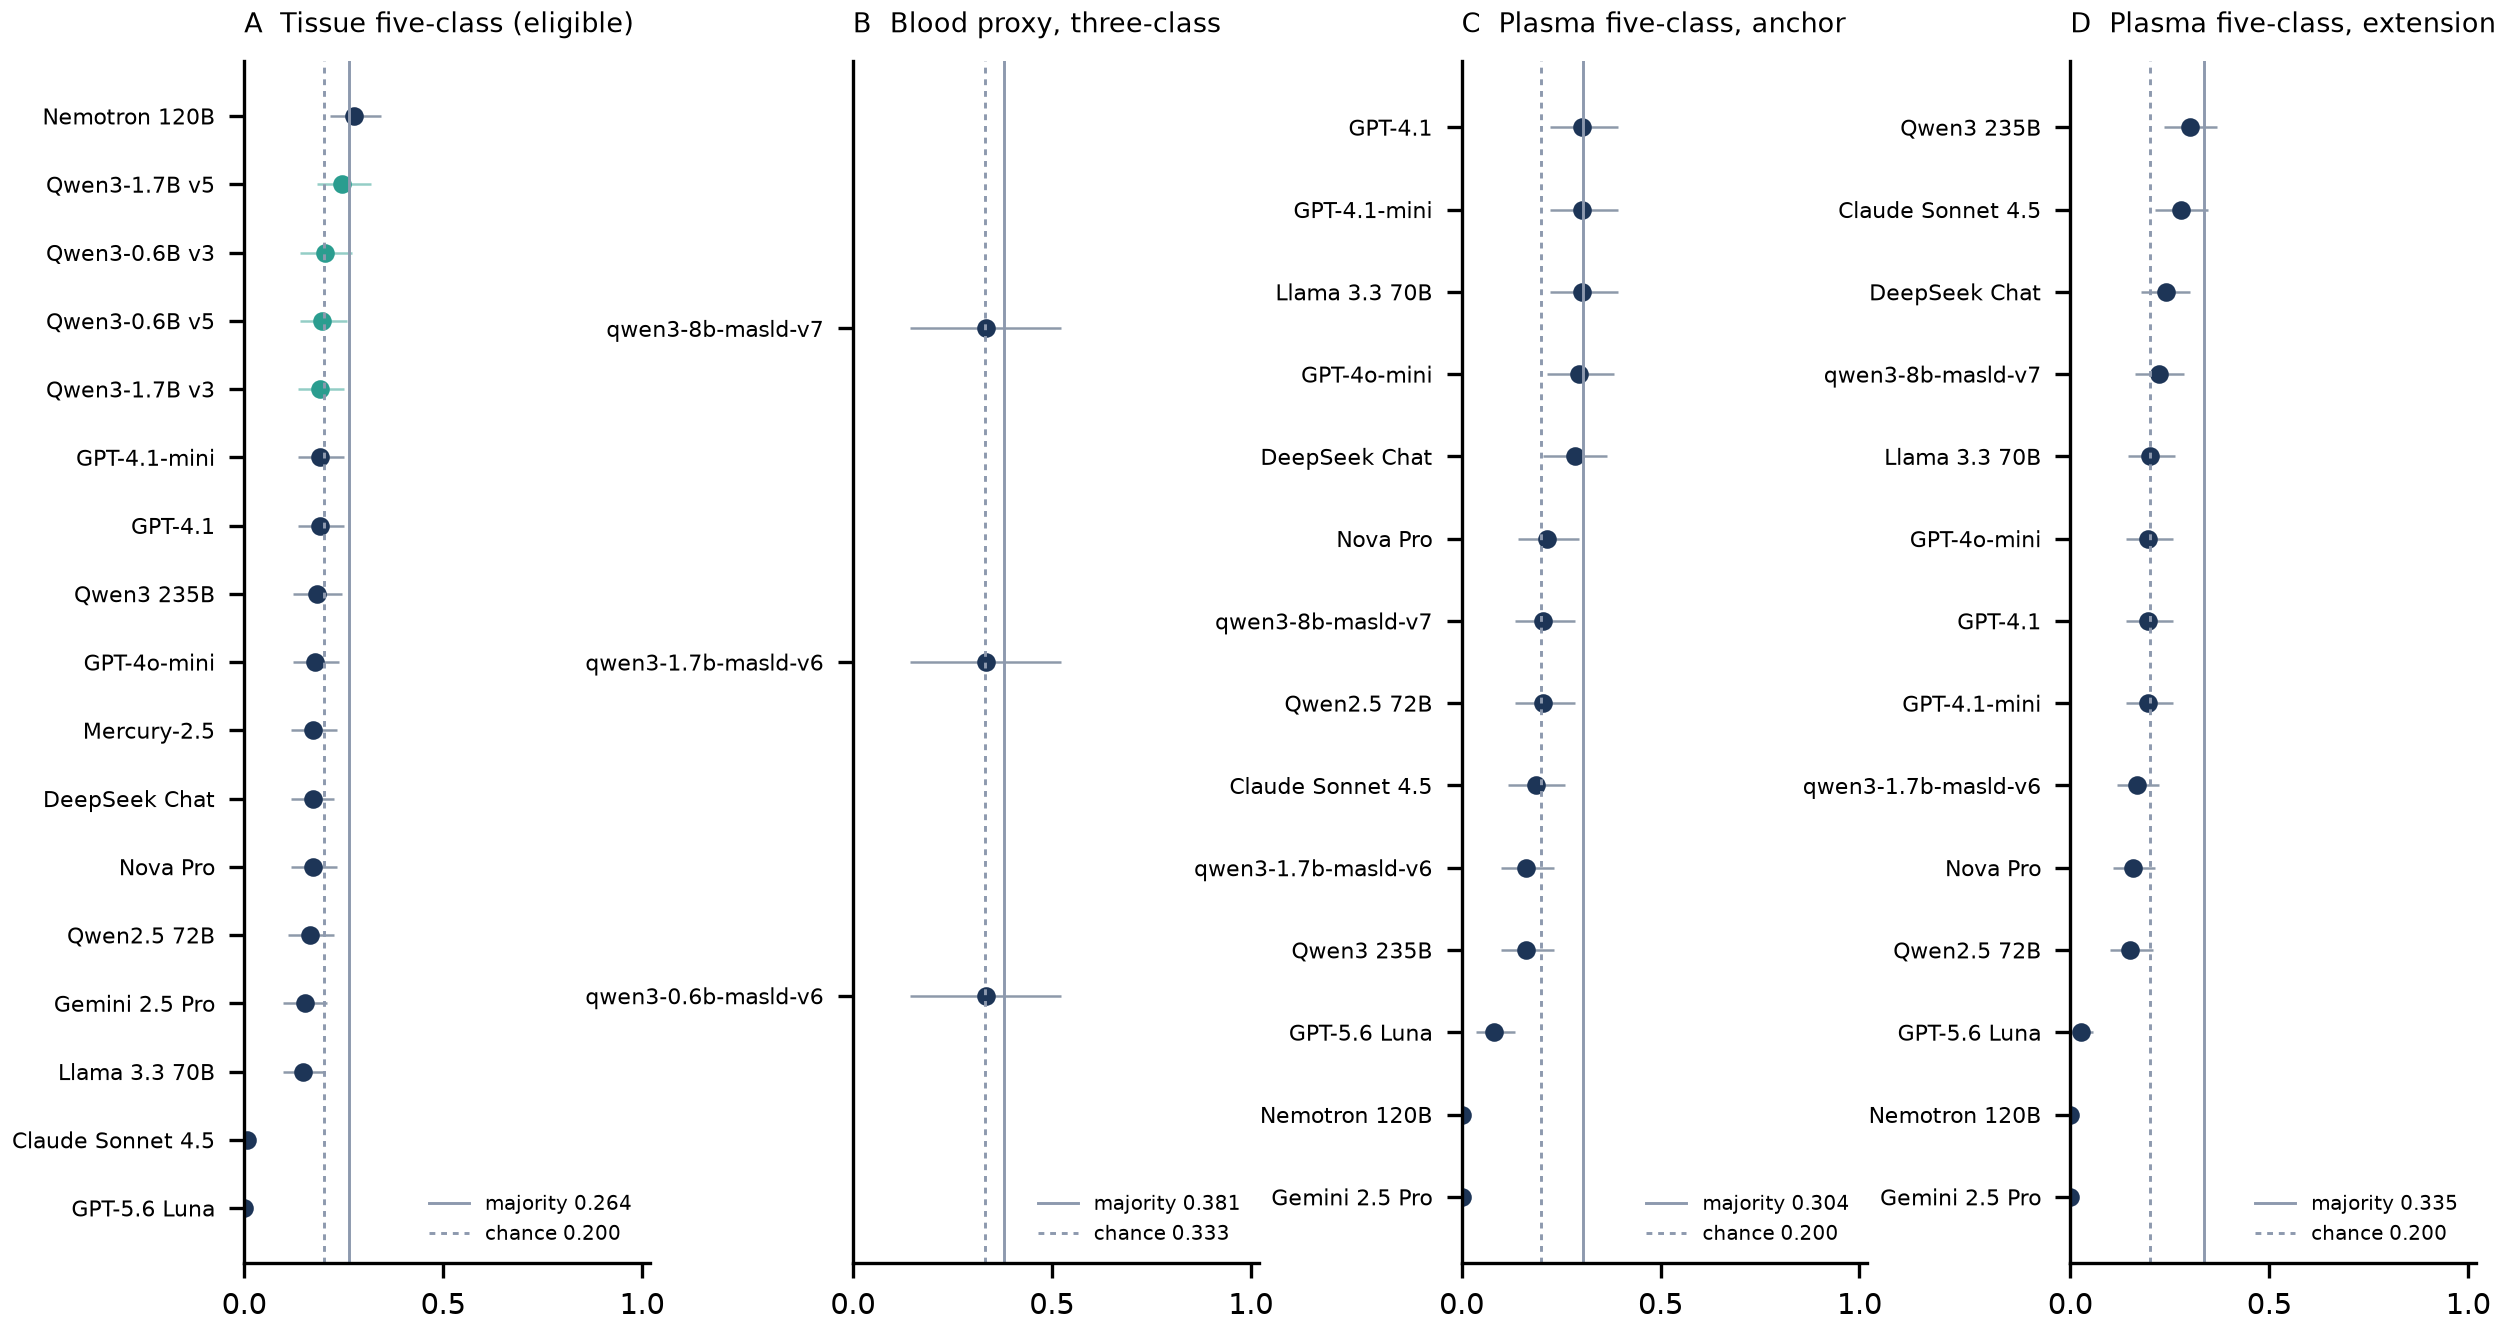 A Tissue five-class (eligible)
Nemotron 120B
Qwen3-1.7B v5
Qwen3-0.6B v3
Qwen3-0.6B v5
Qwen3-1.7B v3
GPT-4.1-mini
GPT-4.1
Qwen3 235B
GPT-4o-mini
Mercury-2.5
DeepSeek Chat
Nova Pro
Qwen2.5 72B
Gemini 2.5 Pro
Llama 3.3 70B
Claude Sonnet 4.5
GPT-5.6 Luna
majority 0.264
chance 0.200
0.0 0.5 1.0
B Blood proxy, three-class
qwen3-8b-masld-v7
qwen3-1.7b-masld-v6
qwen3-0.6b-masld-v6
majority 0.381
chance 0.333
0.0 0.5 1.0
C Plasma five-class, anchor
GPT-4.1
GPT-4.1-mini
Llama 3.3 70B
GPT-4o-mini
DeepSeek Chat
Nova Pro
qwen3-8b-masld-v7
Qwen2.5 72B
Claude Sonnet 4.5
qwen3-1.7b-masld-v6
Qwen3 235B
GPT-5.6 Luna
Nemotron 120B
Gemini 2.5 Pro
majority 0.304
chance 0.200
0.0 0.5 1.0
D Plasma five-class, extension
Qwen3 235B
Claude Sonnet 4.5
DeepSeek Chat
qwen3-8b-masld-v7
Llama 3.3 70B
GPT-4o-mini
GPT-4.1
GPT-4.1-mini
qwen3-1.7b-masld-v6
Nova Pro
Qwen2.5 72B
GPT-5.6 Luna
Nemotron 120B
Gemini 2.5 Pro
majority 0.335
chance 0.200
0.0 0.5 1.0